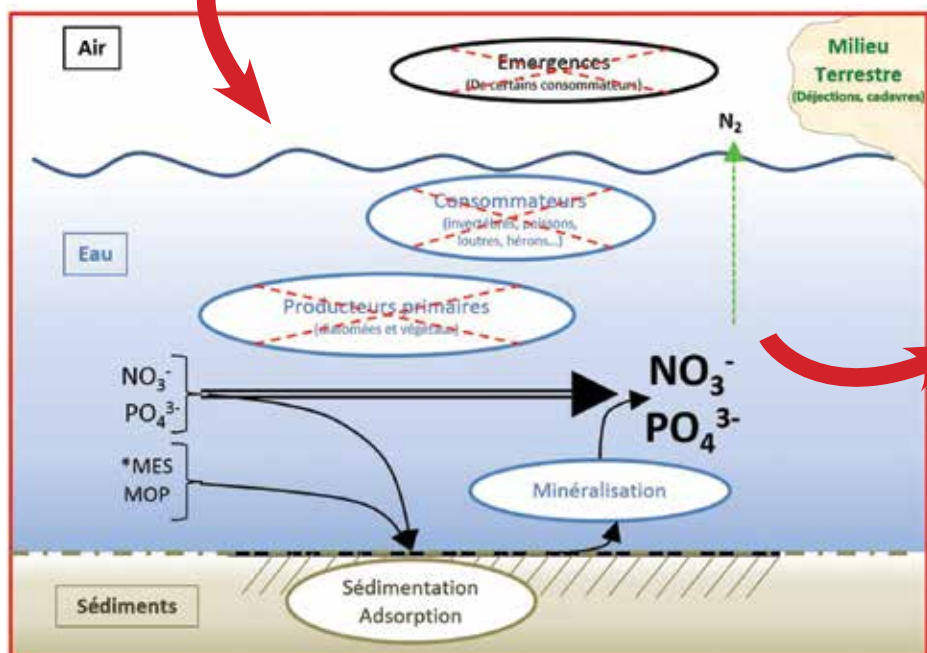 Air
Emergences
(De certains consommateurs)
Milieu
Terrestre
(Déjections, cadavres)
N₂
Consommateurs
(invertébrés, poissons,
loutres, hérons...)
Eau
Producteurs primaires
(diatomées et végétaux)
NO₃⁻
PO₄³⁻
*MES
MOP
NO₃⁻
PO₄³⁻
Minéralisation
Sédiments
Sédimentation
Adsorption